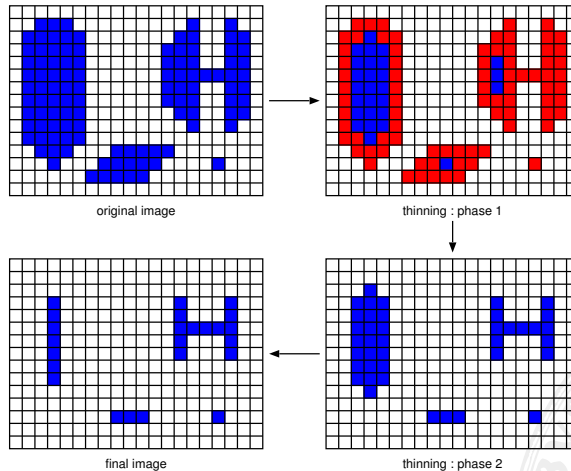 original image
thinning : phase 1
final image
thinning : phase 2